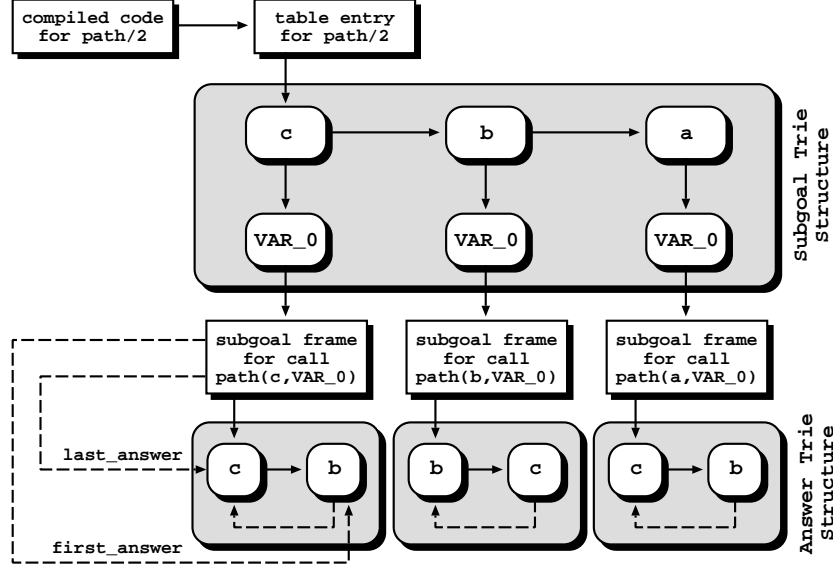 compiled code
for path/2
table entry
for path/2
c
b
a
VAR_0
VAR_0
VAR_0
Subgoal Trie
Structure
subgoal frame
for call
path(c,VAR_0)
subgoal frame
for call
path(b,VAR_0)
subgoal frame
for call
path(a,VAR_0)
last_answer
c
b
b
c
c
b
first_answer
Answer Trie
Structure